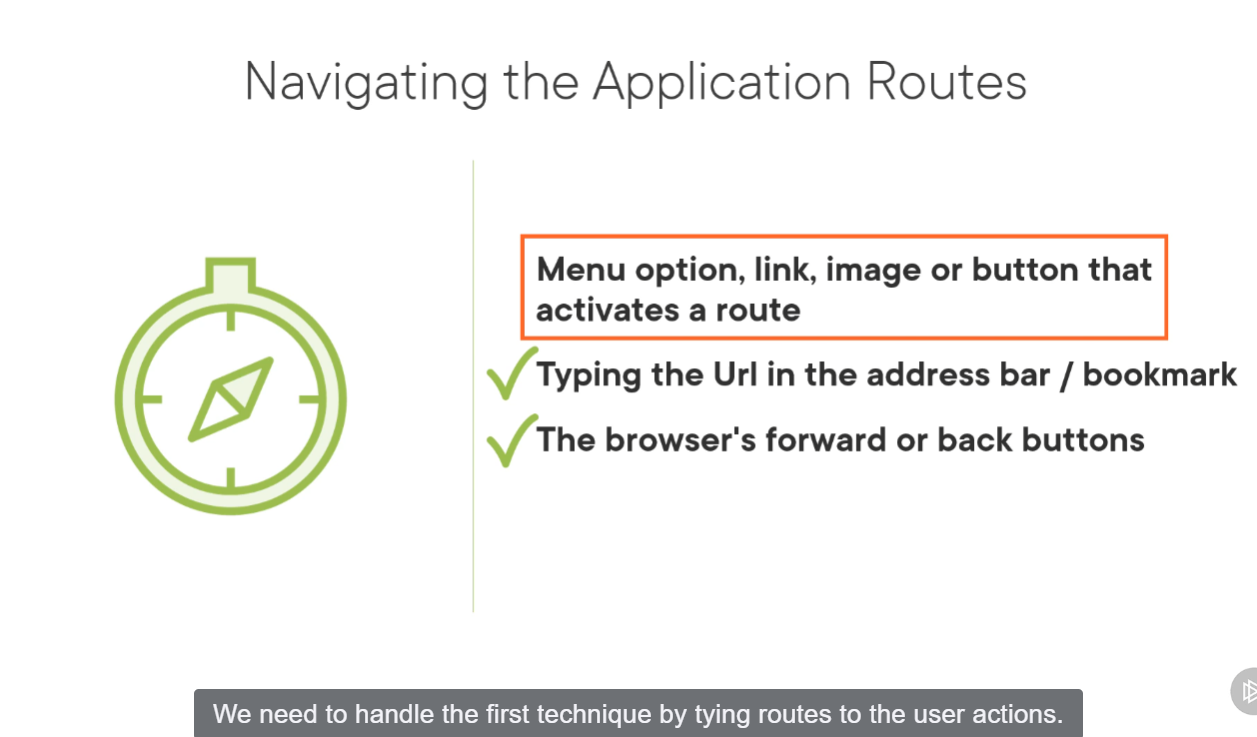 Navigating the Application Routes
Menu option, link, image or button that
activates a route
Typing the Url in the address bar / bookmark
The browser's forward or back buttons
We need to handle the first technique by tying routes to the user actions.